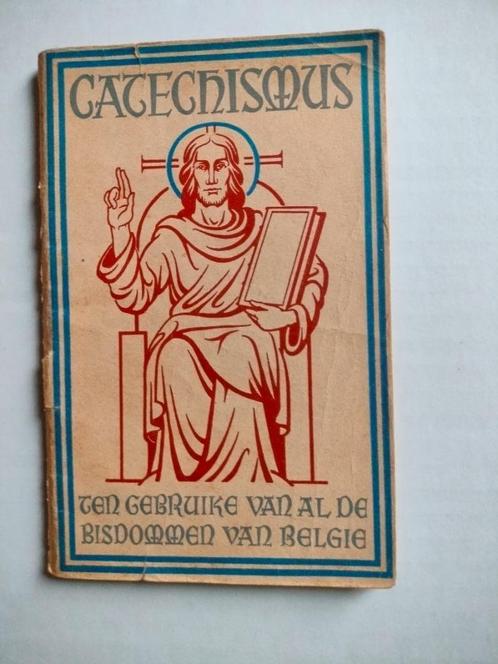 CATECHISMUS
TEN GEBRUIKE VAN AL DE
BISDOMMEN VAN BELGIE